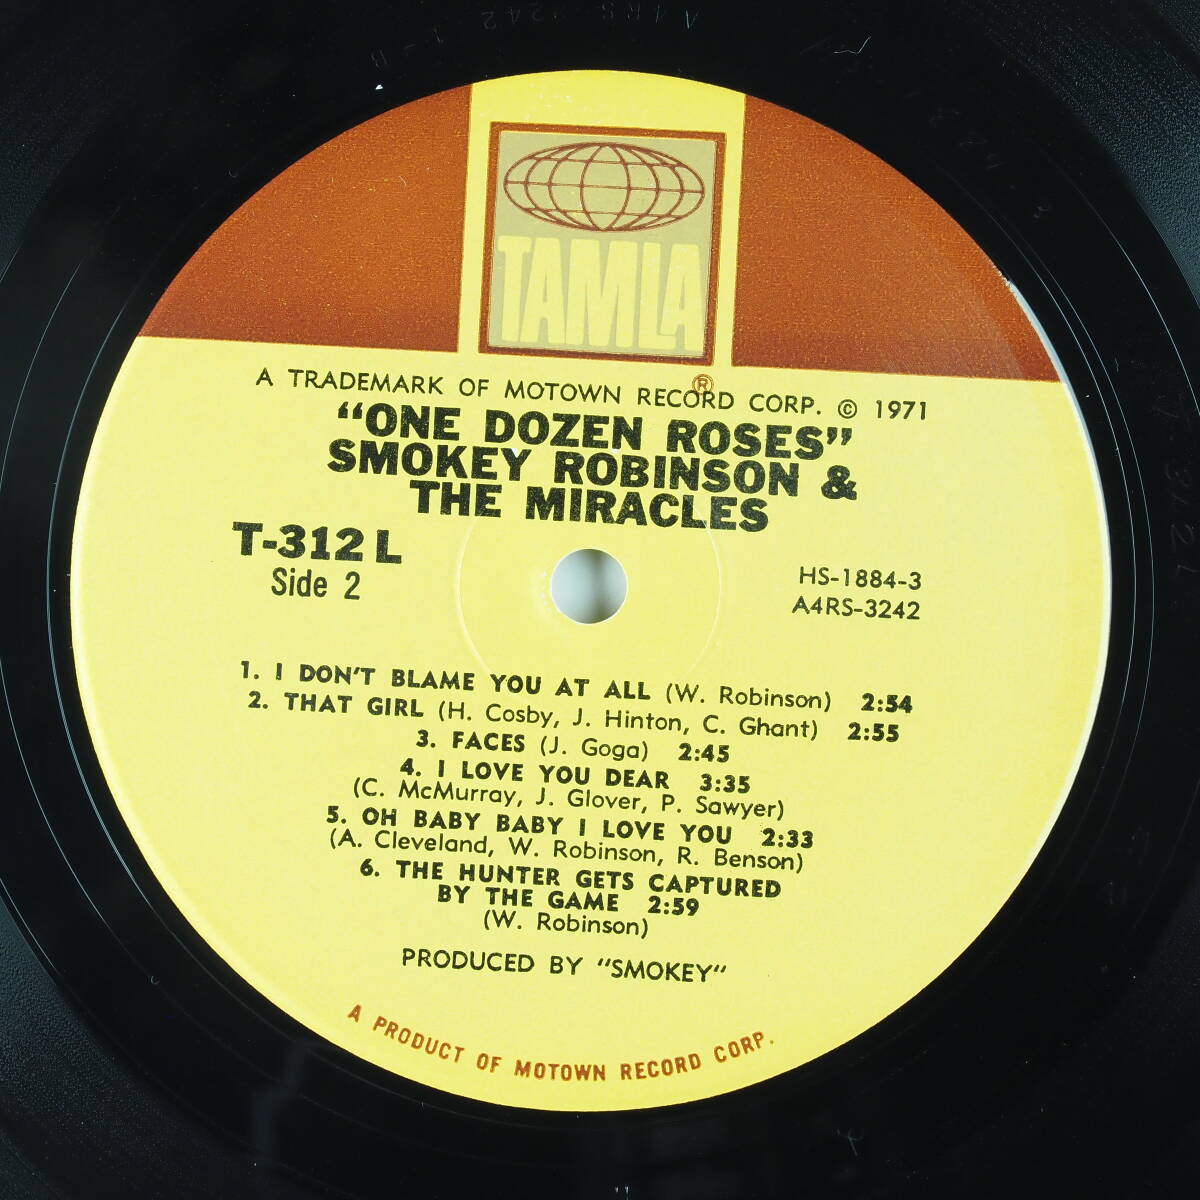 TAMLA
®
A TRADEMARK OF MOTOWN RECORD CORP. © 1971
"ONE DOZEN ROSES"
SMOKEY ROBINSON &
THE MIRACLES
T-312 L
Side 2
HS-1884-3
A4RS-3242
1. I DON'T BLAME YOU AT ALL (W. Robinson) 2:54
2. THAT GIRL (H. Cosby, J. Hinton, C. Ghant) 2:55
3. FACES (J. Goga) 2:45
4. I LOVE YOU DEAR 3:35
(C. McMurray, J. Glover, P. Sawyer)
5. OH BABY BABY I LOVE YOU 2:33
(A. Cleveland, W. Robinson, R. Benson)
6. THE HUNTER GETS CAPTURED
BY THE GAME 2:59
(W. Robinson)
PRODUCED BY "SMOKEY"
A PRODUCT OF MOTOWN RECORD CORP.